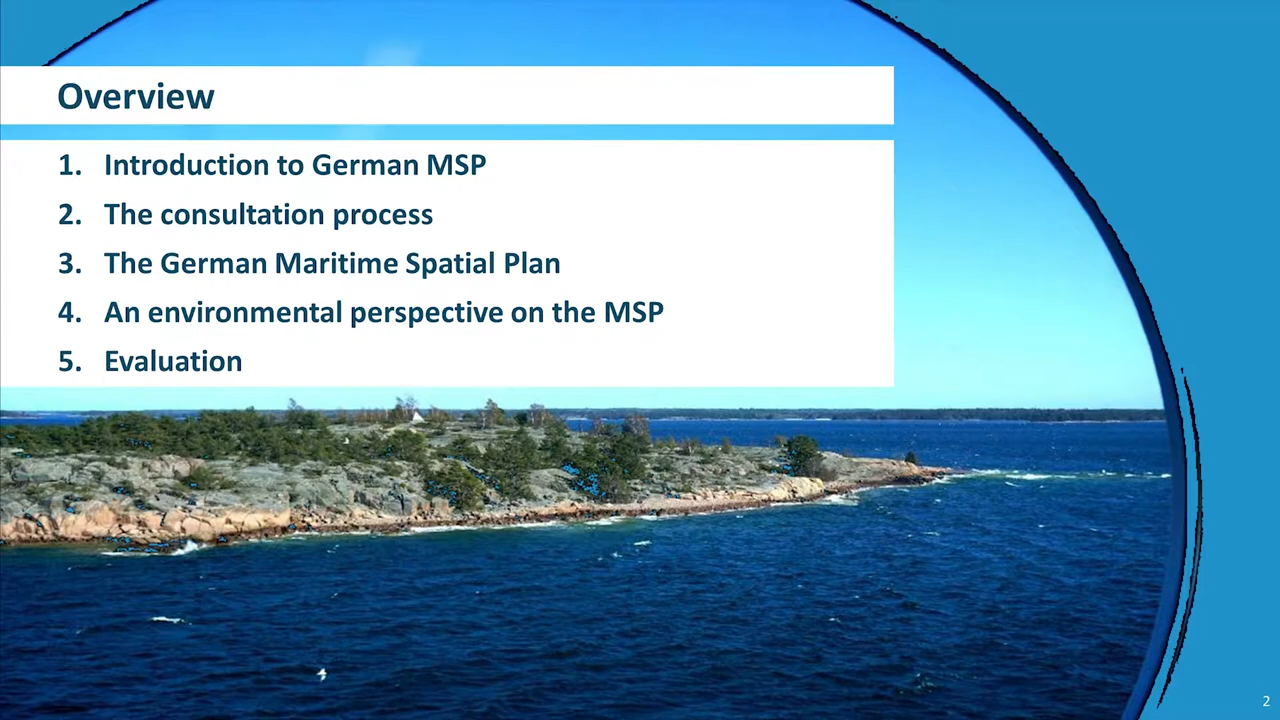 Overview
1. Introduction to German MSP
2. The consultation process
3. The German Maritime Spatial Plan
4. An environmental perspective on the MSP
5. Evaluation
2